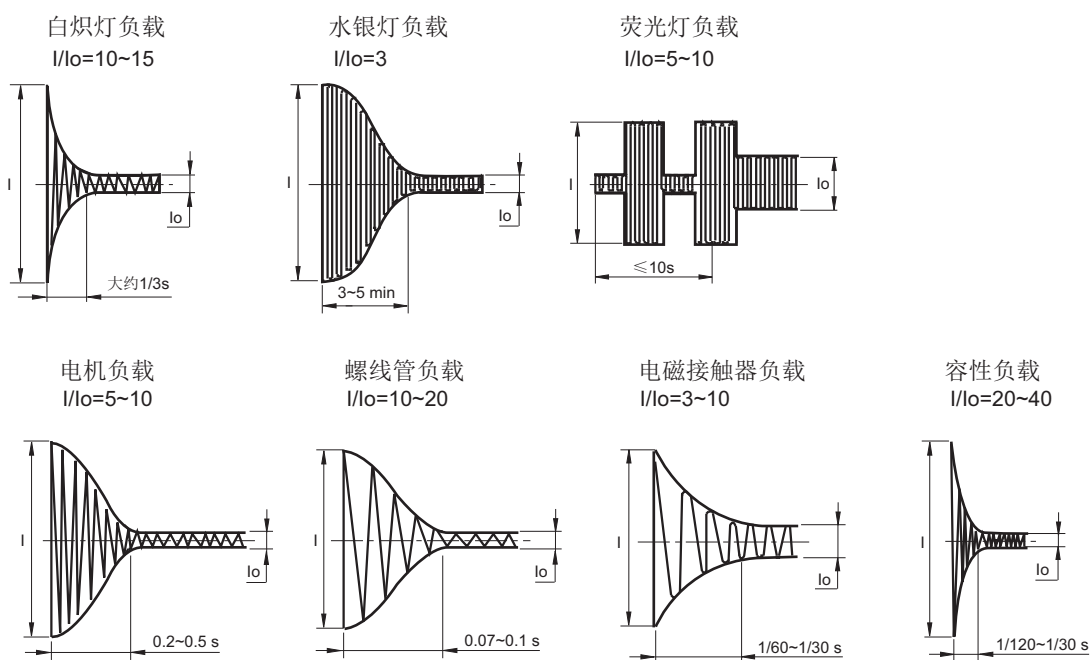 白炽灯负载
I/Io=10~15
I
Io
大约1/3s
水银灯负载
I/Io=3
I
Io
3~5 min
荧光灯负载
I/Io=5~10
I
Io
≤10s
电机负载
I/Io=5~10
I
Io
0.2~0.5 s
螺线管负载
I/Io=10~20
I
Io
0.07~0.1 s
电磁接触器负载
I/Io=3~10
I
Io
1/60~1/30 s
容性负载
I/Io=20~40
I
Io
1/120~1/30 s